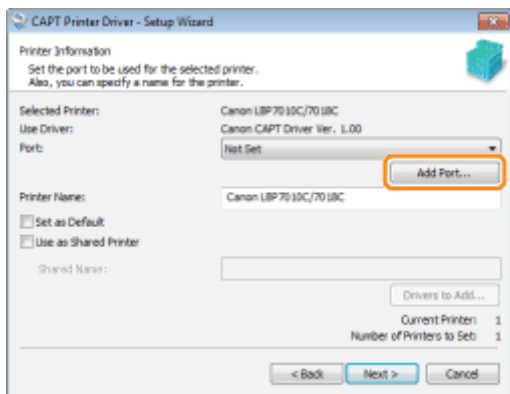 CAPT Printer Driver - Setup Wizard
Printer Information
Set the port to be used for the selected printer.
Also, you can specify a name for the printer.
Selected Printer: Canon LBP7010C/7018C
Use Driver: Canon CAPT Driver Ver. 1.00
Port: Not Set
Add Port...
Printer Name: Canon LBP7010C/7018C
Set as Default
Use as Shared Printer
Shared Name:
Drivers to Add...
Current Printer: 1
Number of Printers to Set: 1
< Back Next > Cancel